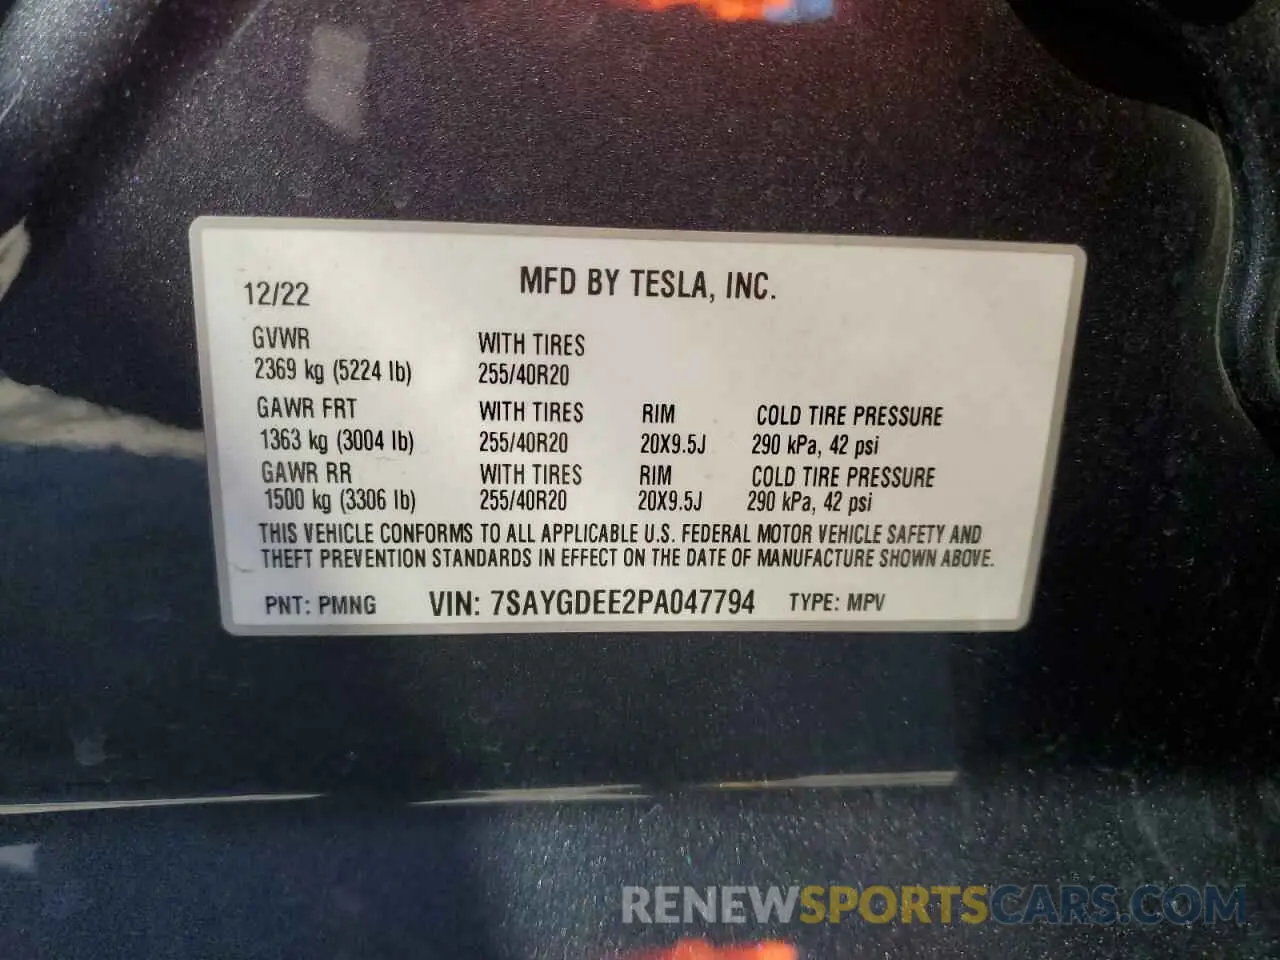 MFD BY TESLA, INC.
12/22
GVWR WITH TIRES
2369 kg (5224 lb) 255/40R20
GAWR FRT WITH TIRES RIM COLD TIRE PRESSURE
1363 kg (3004 lb) 255/40R20 20X9.5J 290 kPa, 42 psi
GAWR RR WITH TIRES RIM COLD TIRE PRESSURE
1500 kg (3306 lb) 255/40R20 20X9.5J 290 kPa, 42 psi
THIS VEHICLE CONFORMS TO ALL APPLICABLE U.S. FEDERAL MOTOR VEHICLE SAFETY AND
THEFT PREVENTION STANDARDS IN EFFECT ON THE DATE OF MANUFACTURE SHOWN ABOVE.
PNT: PMNG VIN: 7SAYGDEE2PA047794 TYPE: MPV
RENEWSPORTSCARS.COM